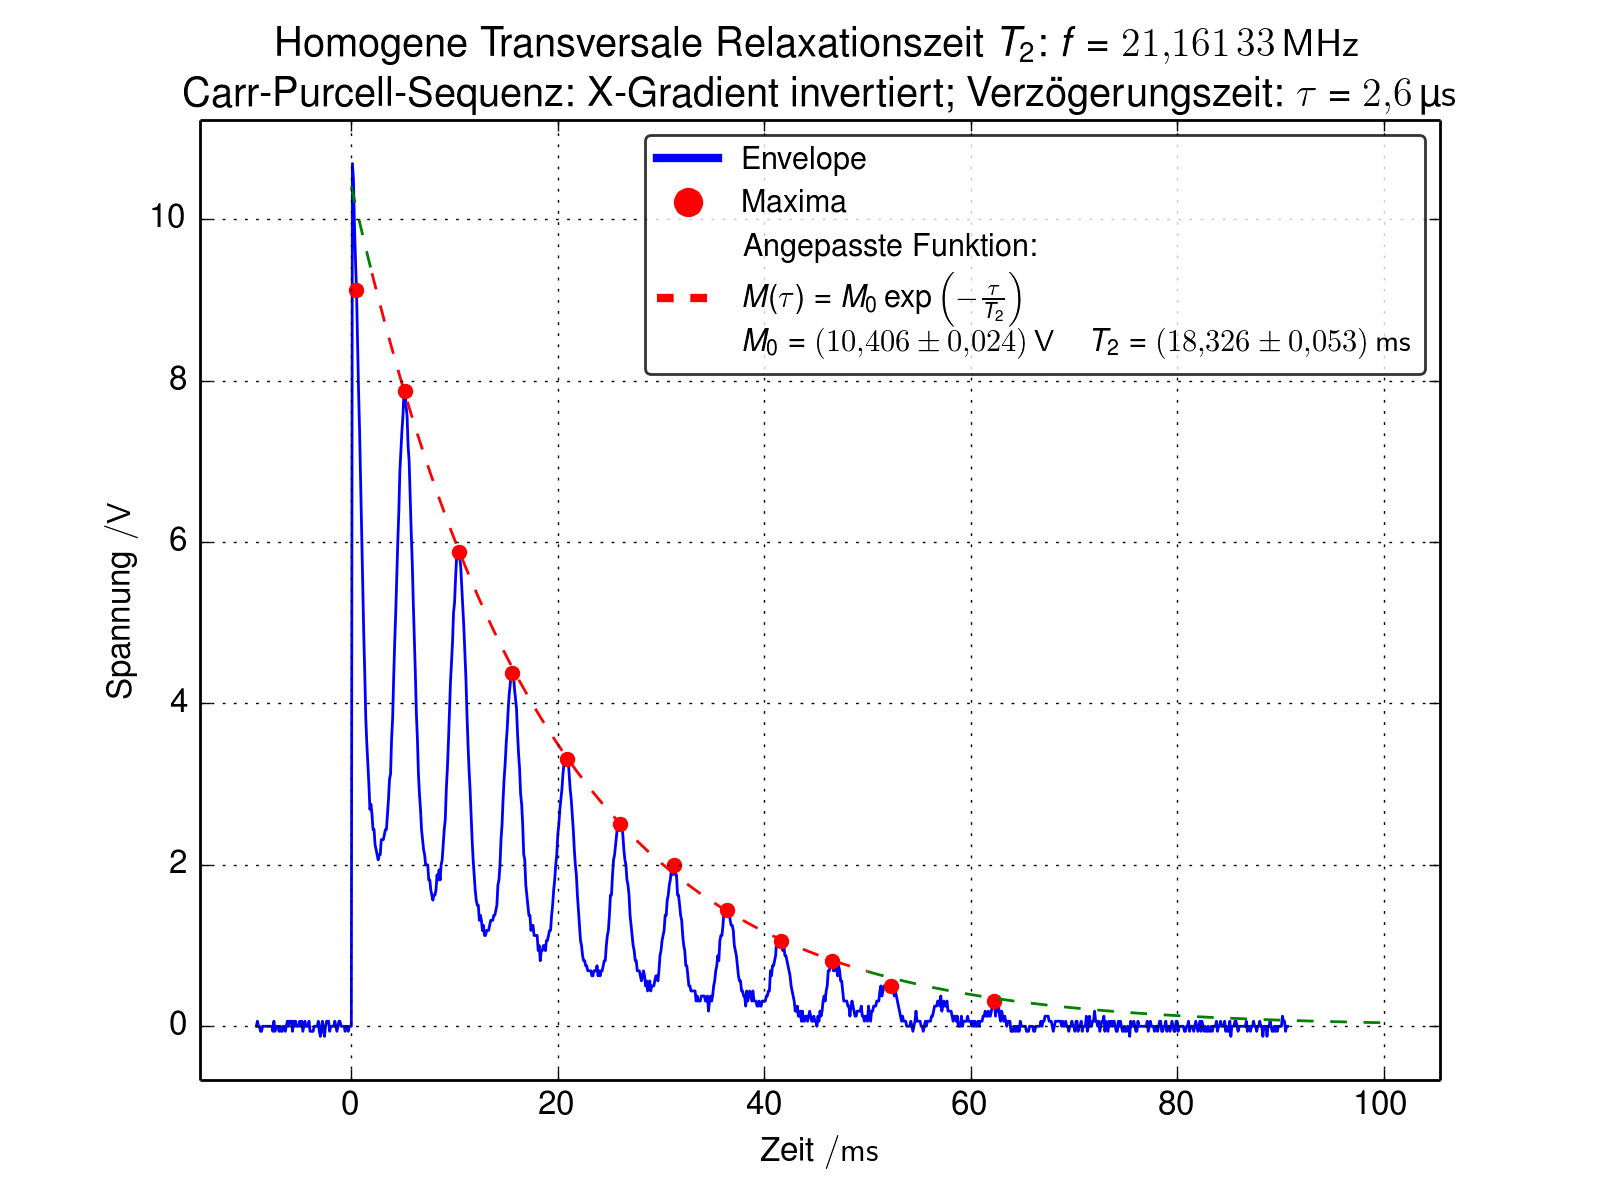 Homogene Transversale Relaxationszeit T₂: f = 21,161 33 MHz
Carr-Purcell-Sequenz: X-Gradient invertiert; Verzögerungszeit: τ = 2,6 µs
Envelope
Maxima
Angepasste Funktion:
M(τ) = M₀ exp(−τ/T₂)
M₀ = (10,406 ± 0,024) V T₂ = (18,326 ± 0,053) ms
10
8
6
4
2
0
Spannung /V
0 20 40 60 80 100
Zeit /ms